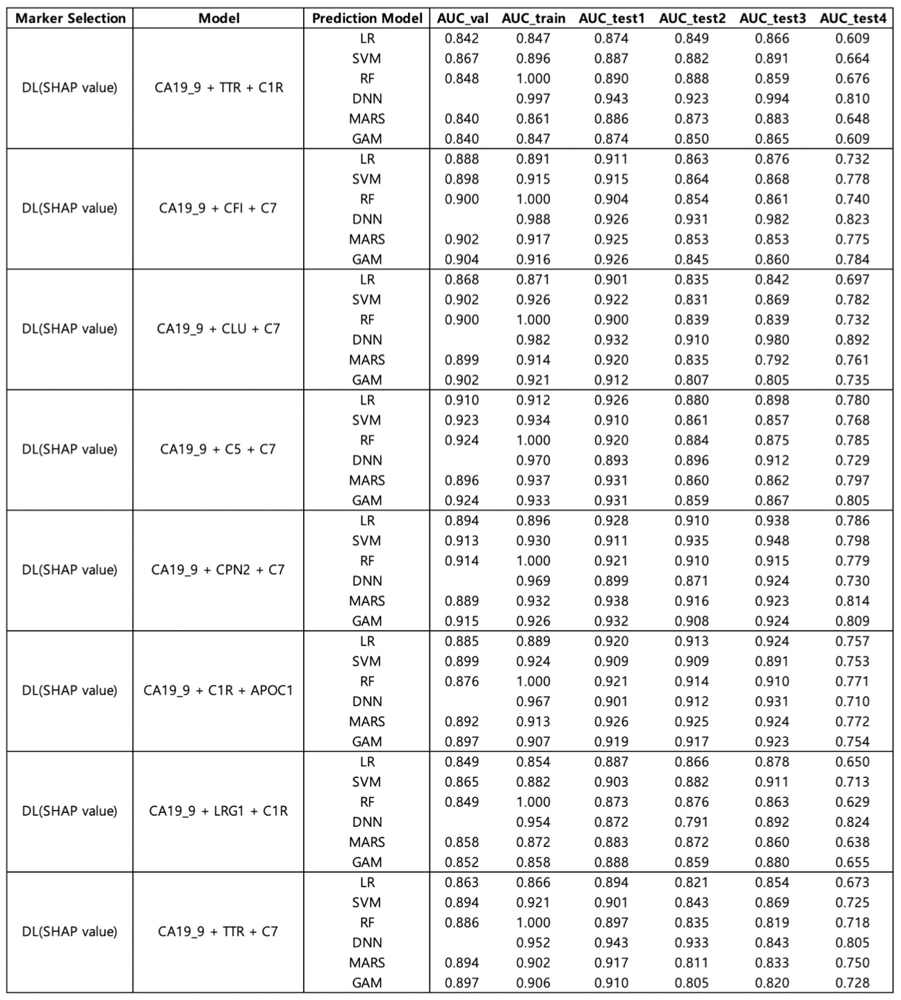 Marker Selection Model Prediction Model AUC_val AUC_train AUC_test1 AUC_test2 AUC_test3 AUC_test4
DL(SHAP value) CA19_9 + TTR + C1R
LR 0.842 0.847 0.874 0.849 0.866 0.609
SVM 0.867 0.896 0.887 0.882 0.891 0.664
RF 0.848 1.000 0.890 0.888 0.859 0.676
DNN 0.997 0.943 0.923 0.994 0.810
MARS 0.840 0.861 0.886 0.873 0.883 0.648
GAM 0.840 0.847 0.874 0.850 0.865 0.609
DL(SHAP value) CA19_9 + CFI + C7
LR 0.888 0.891 0.911 0.863 0.876 0.732
SVM 0.898 0.915 0.915 0.864 0.868 0.778
RF 0.900 1.000 0.904 0.854 0.861 0.740
DNN 0.988 0.926 0.931 0.982 0.823
MARS 0.902 0.917 0.925 0.853 0.853 0.775
GAM 0.904 0.916 0.926 0.845 0.860 0.784
DL(SHAP value) CA19_9 + CLU + C7
LR 0.868 0.871 0.901 0.835 0.842 0.697
SVM 0.902 0.926 0.922 0.831 0.869 0.782
RF 0.900 1.000 0.900 0.839 0.839 0.732
DNN 0.982 0.932 0.910 0.980 0.892
MARS 0.899 0.914 0.920 0.835 0.792 0.761
GAM 0.902 0.921 0.912 0.807 0.805 0.735
DL(SHAP value) CA19_9 + C5 + C7
LR 0.910 0.912 0.926 0.880 0.898 0.780
SVM 0.923 0.934 0.910 0.861 0.857 0.768
RF 0.924 1.000 0.920 0.884 0.875 0.785
DNN 0.970 0.893 0.896 0.912 0.729
MARS 0.896 0.937 0.931 0.860 0.862 0.797
GAM 0.924 0.933 0.931 0.859 0.867 0.805
DL(SHAP value) CA19_9 + CPN2 + C7
LR 0.894 0.896 0.928 0.910 0.938 0.786
SVM 0.913 0.930 0.911 0.935 0.948 0.798
RF 0.914 1.000 0.921 0.910 0.915 0.779
DNN 0.969 0.899 0.871 0.924 0.730
MARS 0.889 0.932 0.938 0.916 0.923 0.814
GAM 0.915 0.926 0.932 0.908 0.924 0.809
DL(SHAP value) CA19_9 + C1R + APOC1
LR 0.885 0.889 0.920 0.913 0.924 0.757
SVM 0.899 0.924 0.909 0.909 0.891 0.753
RF 0.876 1.000 0.921 0.914 0.910 0.771
DNN 0.967 0.901 0.912 0.931 0.710
MARS 0.892 0.913 0.926 0.925 0.924 0.772
GAM 0.897 0.907 0.919 0.917 0.923 0.754
DL(SHAP value) CA19_9 + LRG1 + C1R
LR 0.849 0.854 0.887 0.866 0.878 0.650
SVM 0.865 0.882 0.903 0.882 0.911 0.713
RF 0.849 1.000 0.873 0.876 0.863 0.629
DNN 0.954 0.872 0.791 0.892 0.824
MARS 0.858 0.872 0.883 0.872 0.860 0.638
GAM 0.852 0.858 0.888 0.859 0.880 0.655
DL(SHAP value) CA19_9 + TTR + C7
LR 0.863 0.866 0.894 0.821 0.854 0.673
SVM 0.894 0.921 0.901 0.843 0.869 0.725
RF 0.886 1.000 0.897 0.835 0.819 0.718
DNN 0.952 0.943 0.933 0.843 0.805
MARS 0.894 0.902 0.917 0.811 0.833 0.750
GAM 0.897 0.906 0.910 0.805 0.820 0.728